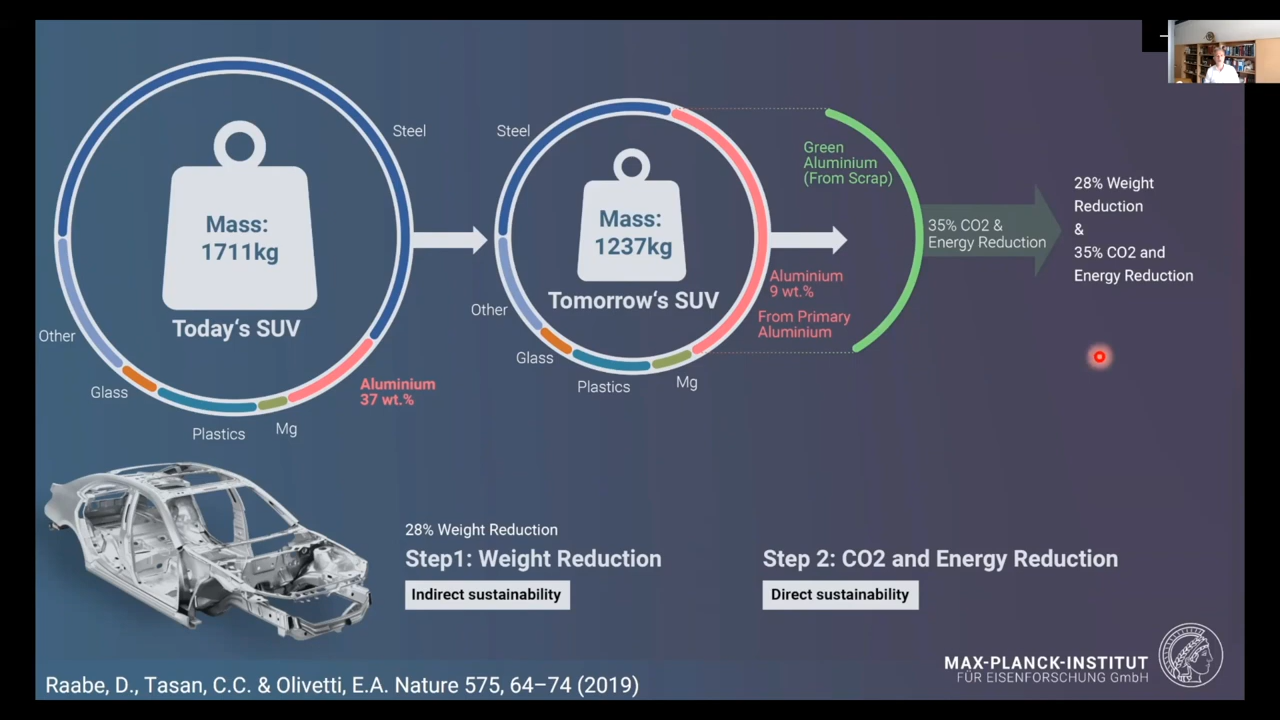 Steel
Mass:
1711kg
Today‘s SUV
Other
Glass
Plastics
Mg
Aluminium
37 wt.%
Steel
Mass:
1237kg
Tomorrow‘s SUV
Other
Glass
Plastics
Mg
Aluminium
9 wt.%
From Primary
Aluminium
Green
Aluminium
(From Scrap)
35% CO2 &
Energy Reduction
28% Weight
Reduction
&
35% CO2 and
Energy Reduction
28% Weight Reduction
Step1: Weight Reduction
Indirect sustainability
Step 2: CO2 and Energy Reduction
Direct sustainability
Raabe, D., Tasan, C.C. & Olivetti, E.A. Nature 575, 64–74 (2019)
MAX-PLANCK-INSTITUT
FÜR EISENFORSCHUNG GmbH